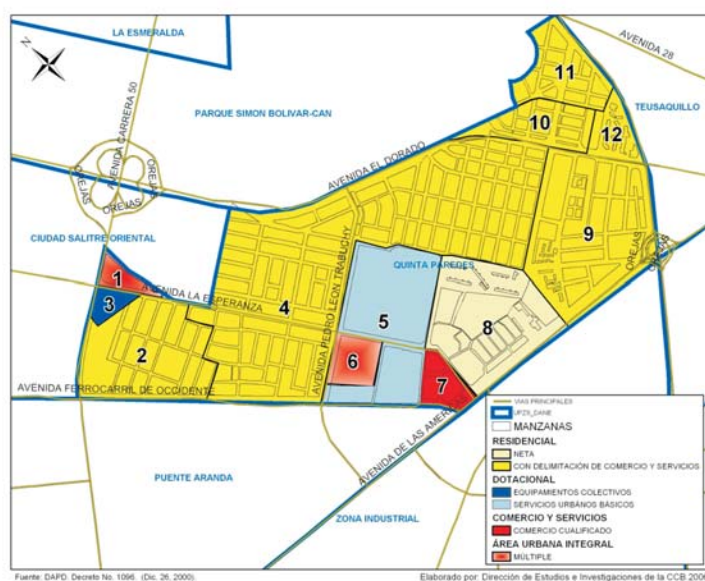 LA ESMERALDA
AVENIDA 28
N
AVENIDA CARRERA 50
PARQUE SIMON BOLIVAR-CAN
TEUSAQUILLO
11
10
12
AVENIDA EL DORADO
OREJAS
OREJAS
OREJAS
CIUDAD SALITRE ORIENTAL
9
OREJAS
1
QUINTA PAREDES
AVENIDA LA ESPERANZA
3
4
5
8
AVENIDA PEDRO LEON TRABUCHY
2
6
7
AVENIDA FERROCARRIL DE OCCIDENTE
AVENIDA DE LAS AMERICAS
PUENTE ARANDA
ZONA INDUSTRIAL
VIAS PRINCIPALES
UPZII_DANE
MANZANAS
RESIDENCIAL
NETA
CON DELIMITACIÓN DE COMERCIO Y SERVICIOS
DOTACIONAL
EQUIPAMIENTOS COLECTIVOS
SERVICIOS URBANOS BÁSICOS
COMERCIO Y SERVICIOS
COMERCIO CUALIFICADO
ÁREA URBANA INTEGRAL
MÚLTIPLE
Fuente: DAPD. Decreto No. 1096. (Dic. 26, 2000).
Elaborado por: Dirección de Estudios e Investigaciones de la CCB 200